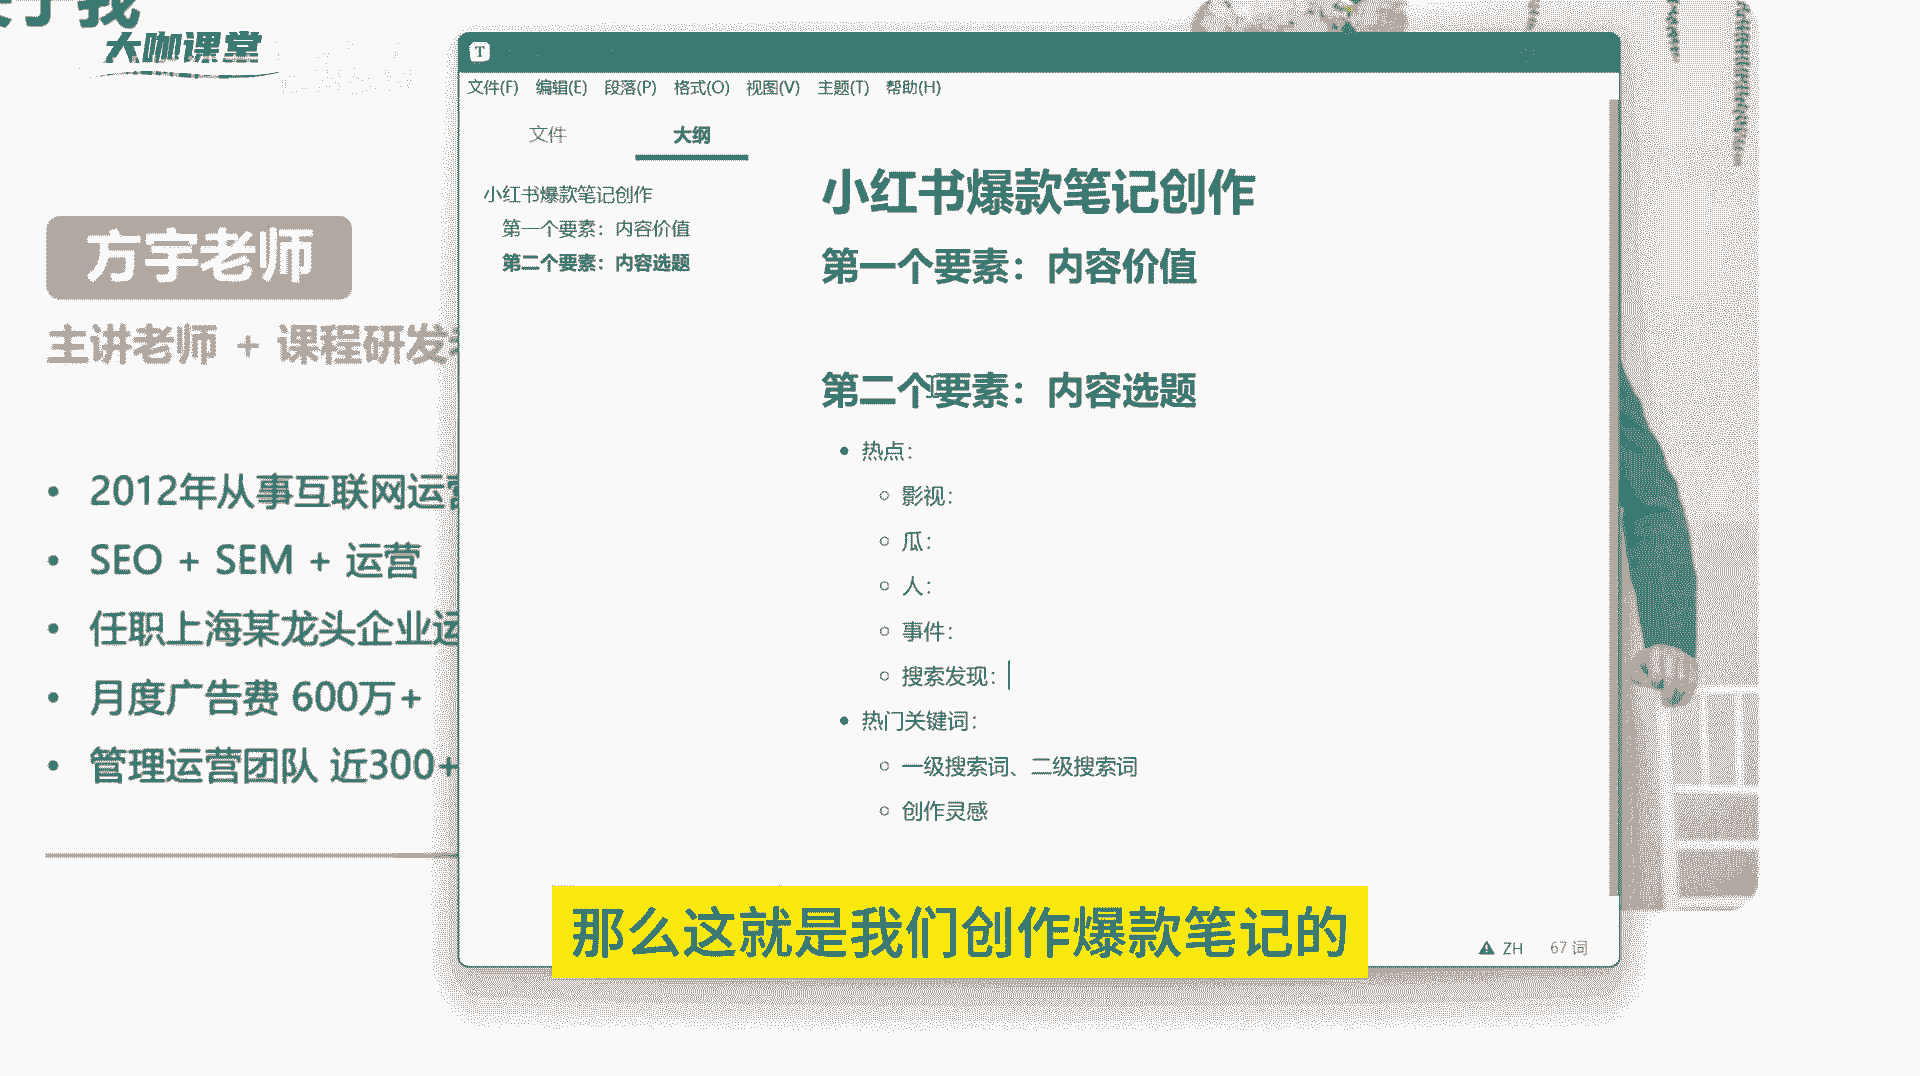 大咖课堂
方宇老师
主讲老师 + 课程研发
2012年从事互联网运营
SEO + SEM + 运营
任职上海某龙头企业运
月度广告费 600万+
管理运营团队 近300+
T
文件(F) 编辑(E) 段落(P) 格式(O) 视图(V) 主题(T) 帮助(H)
文件 大纲
小红书爆款笔记创作
第一个要素：内容价值
第二个要素：内容选题
小红书爆款笔记创作
第一个要素：内容价值
第二个要素：内容选题
热点：
影视：
瓜：
人：
事件：
搜索发现：
热门关键词：
一级搜索词、二级搜索词
创作灵感
那么这就是我们创作爆款笔记的
ZH 67 词